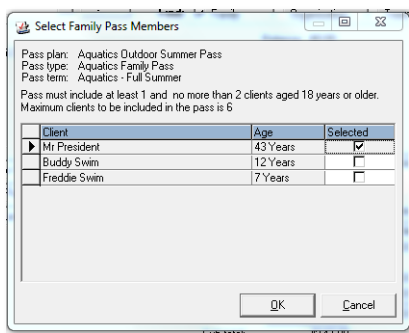 Select Family Pass Members
Pass plan: Aquatics Outdoor Summer Pass
Pass type: Aquatics Family Pass
Pass term: Aquatics - Full Summer
Pass must include at least 1 and no more than 2 clients aged 18 years or older.
Maximum clients to be included in the pass is 6
Client Age Selected
Mr President 43 Years
Buddy Swim 12 Years
Freddie Swim 7 Years
OK Cancel